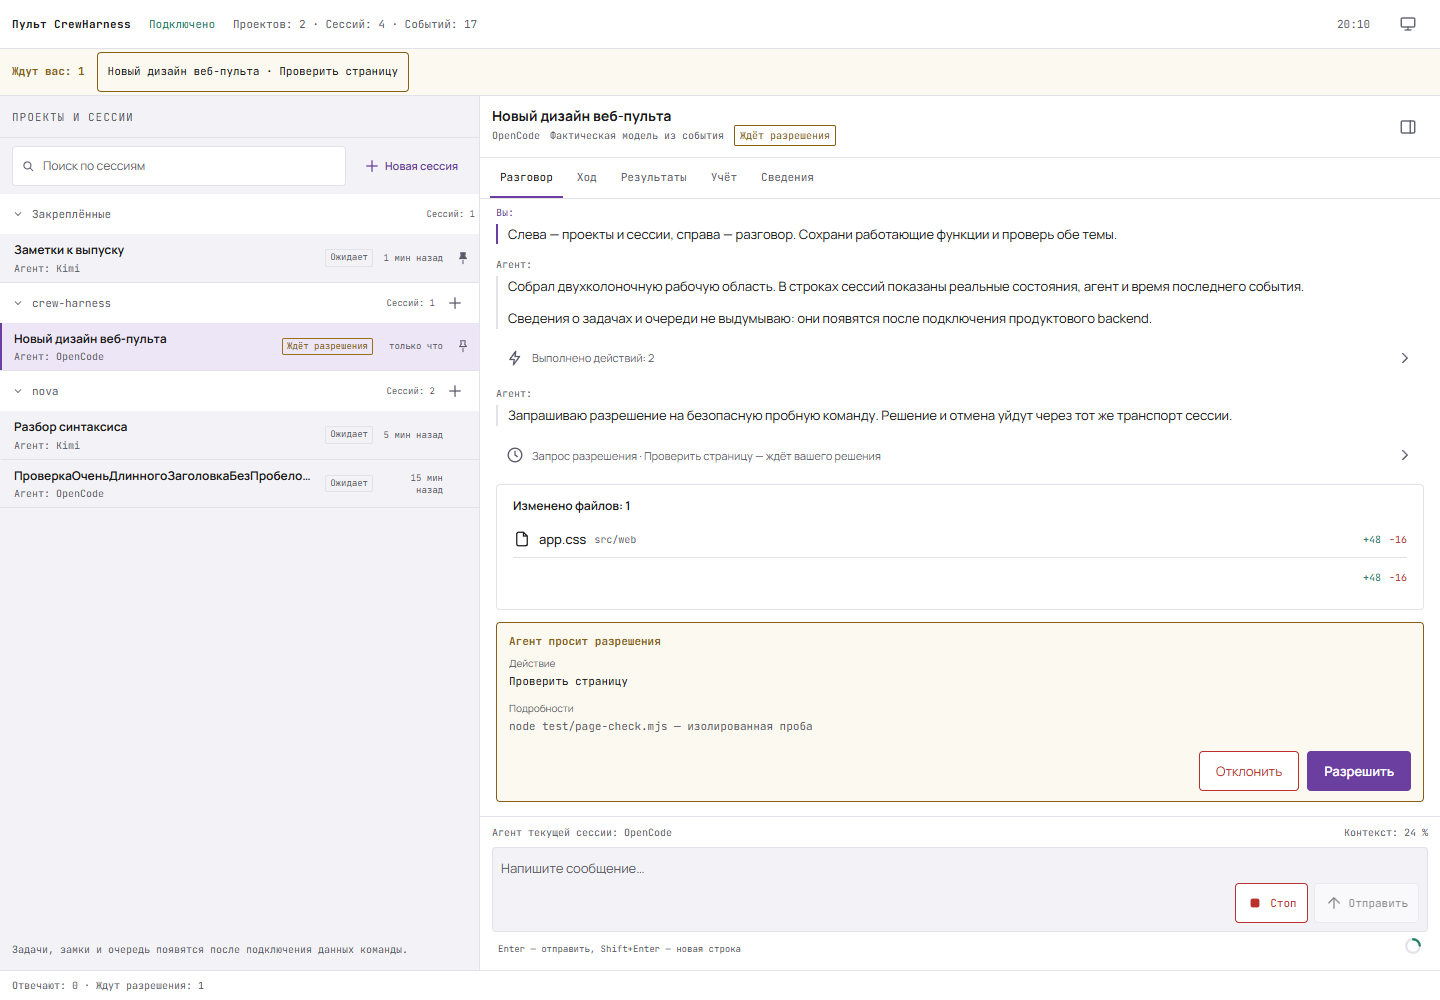 Пульт CrewHarness Подключено Проектов: 2 · Сессий: 4 · Событий: 17 20:10
Ждут вас: 1 Новый дизайн веб-пульта · Проверить страницу
ПРОЕКТЫ И СЕССИИ
Поиск по сессиям
Новая сессия
Закреплённые Сессий: 1
Заметки к выпуску
Агент: Kimi
Ожидает 1 мин назад
crew-harness Сессий: 1
Новый дизайн веб-пульта
Агент: OpenCode
Ждёт разрешения только что
nova Сессий: 2
Разбор синтаксиса
Агент: Kimi
Ожидает 5 мин назад
ПроверкаОченьДлинногоЗаголовкаБезПробело…
Агент: OpenCode
Ожидает 15 мин
назад
Задачи, замки и очередь появятся после подключения данных команды.
Новый дизайн веб-пульта
OpenCode Фактическая модель из события Ждёт разрешения
Разговор Ход Результаты Учёт Сведения
Вы:
Слева — проекты и сессии, справа — разговор. Сохрани работающие функции и проверь обе темы.
Агент:
Собрал двухколоночную рабочую область. В строках сессий показаны реальные состояния, агент и время последнего события.
Сведения о задачах и очереди не выдумываю: они появятся после подключения продуктового backend.
Выполнено действий: 2
Агент:
Запрашиваю разрешение на безопасную пробную команду. Решение и отмена уйдут через тот же транспорт сессии.
Запрос разрешения · Проверить страницу — ждёт вашего решения
Изменено файлов: 1
app.css src/web +48 -16
+48 -16
Агент просит разрешения
Действие
Проверить страницу
Подробности
node test/page-check.mjs — изолированная проба
Отклонить Разрешить
Агент текущей сессии: OpenCode Контекст: 24 %
Напишите сообщение…
Стоп Отправить
Enter — отправить, Shift+Enter — новая строка
Отвечают: 0 · Ждут разрешения: 1